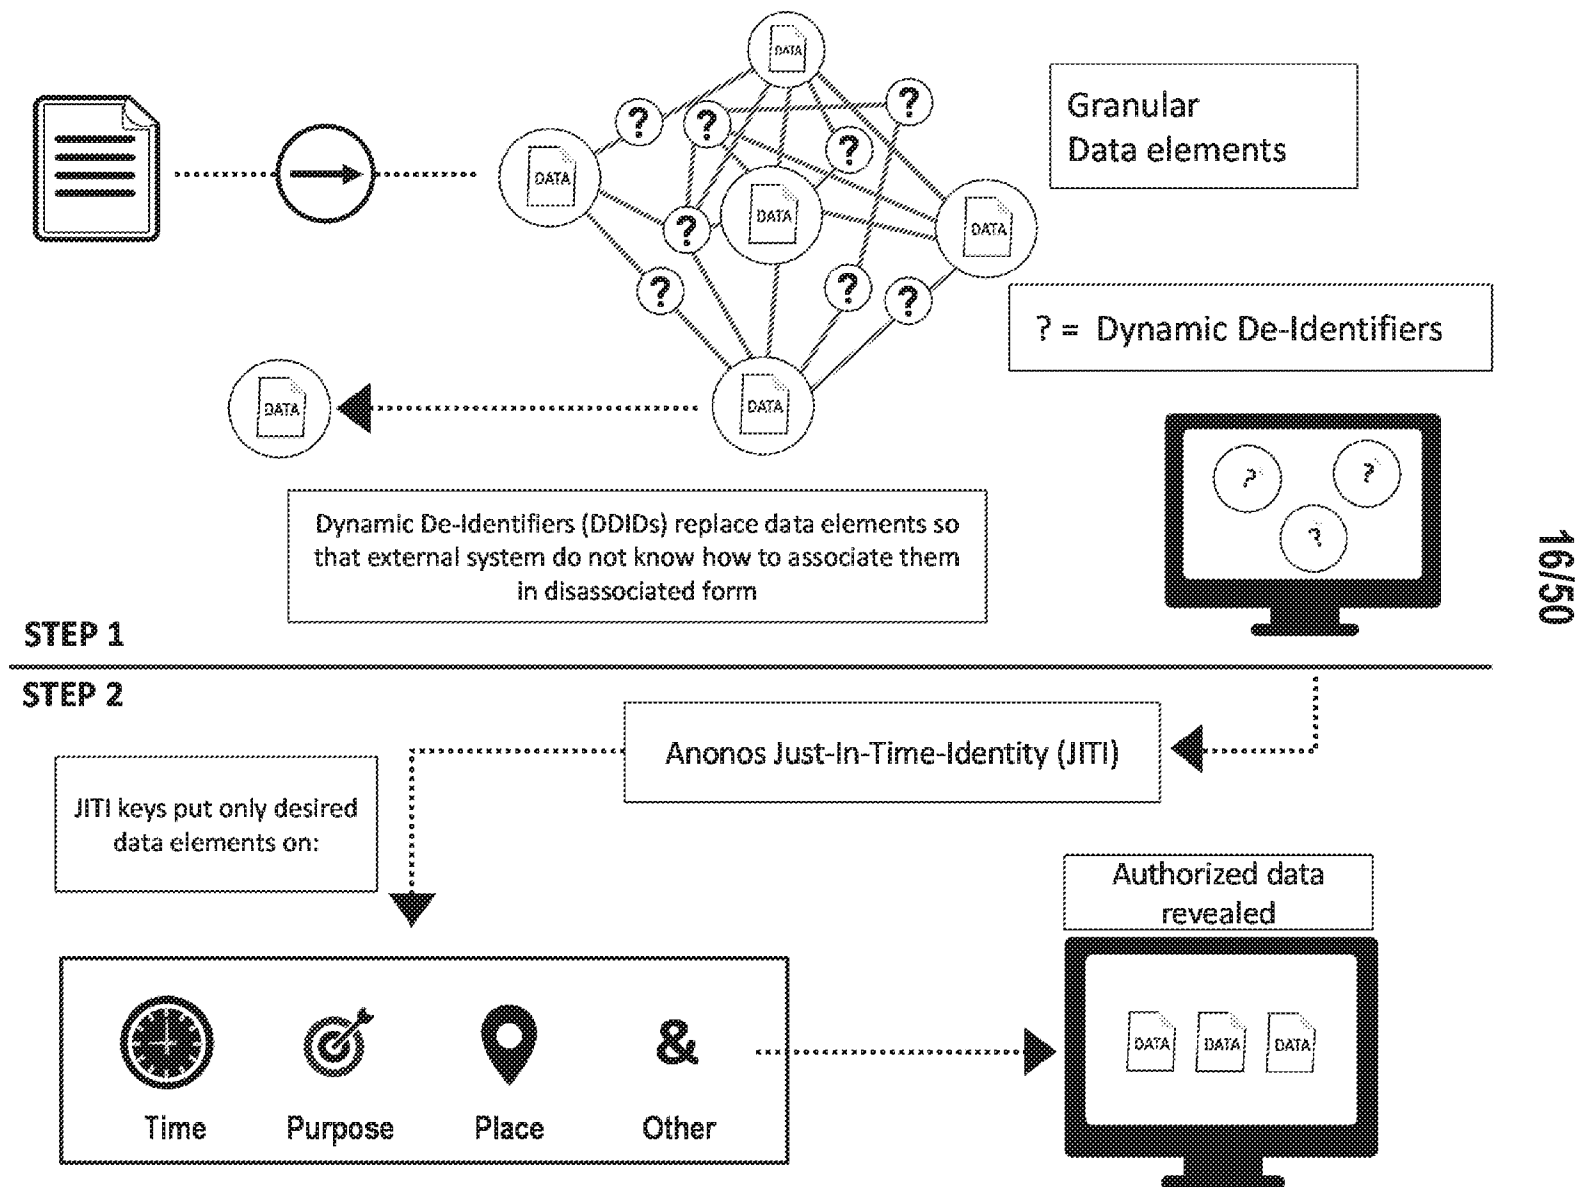 DATA
?
?
?
Granular
Data elements
?
DATA
DATA
DATA
?
?
?
?
? = Dynamic De-Identifiers
DATA
DATA
?
?
?
Dynamic De-Identifiers (DDIDs) replace data elements so
that external system do not know how to associate them
in disassociated form
16/50
STEP 1
STEP 2
Anonos Just-In-Time-Identity (JITI)
JITI keys put only desired
data elements on:
Authorized data
revealed
&
DATA DATA DATA
Time Purpose Place Other